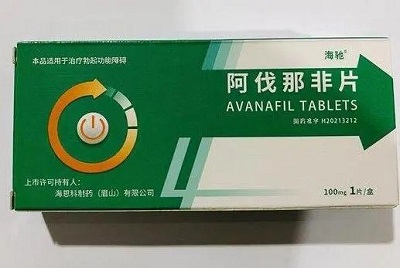 本品适用于治疗勃起功能障碍
海驰®
阿伐那非片
AVANAFIL TABLETS
国药准字 H20213212
上市许可持有人：
海思科制药（眉山）有限公司
100mg 1片/盒